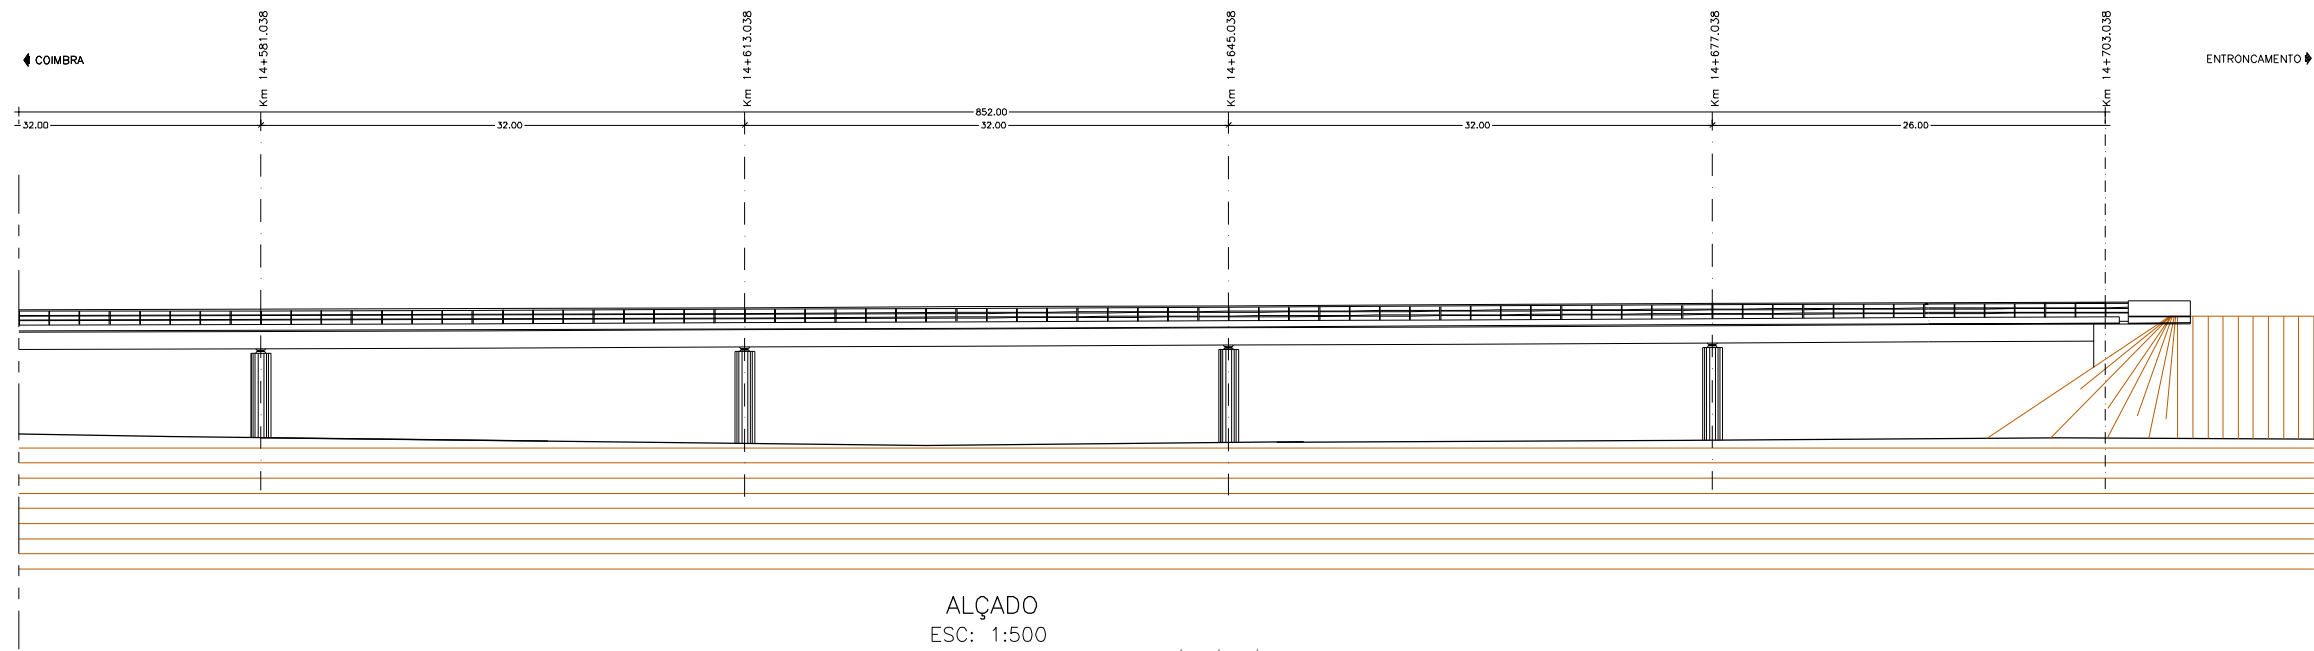 Km 14+581.038
Km 14+613.038
Km 14+645.038
Km 14+677.038
Km 14+703.038
COIMBRA
ENTRONCAMENTO
852.00
32.00
32.00
32.00
32.00
26.00
ALÇADO
ESC: 1:500